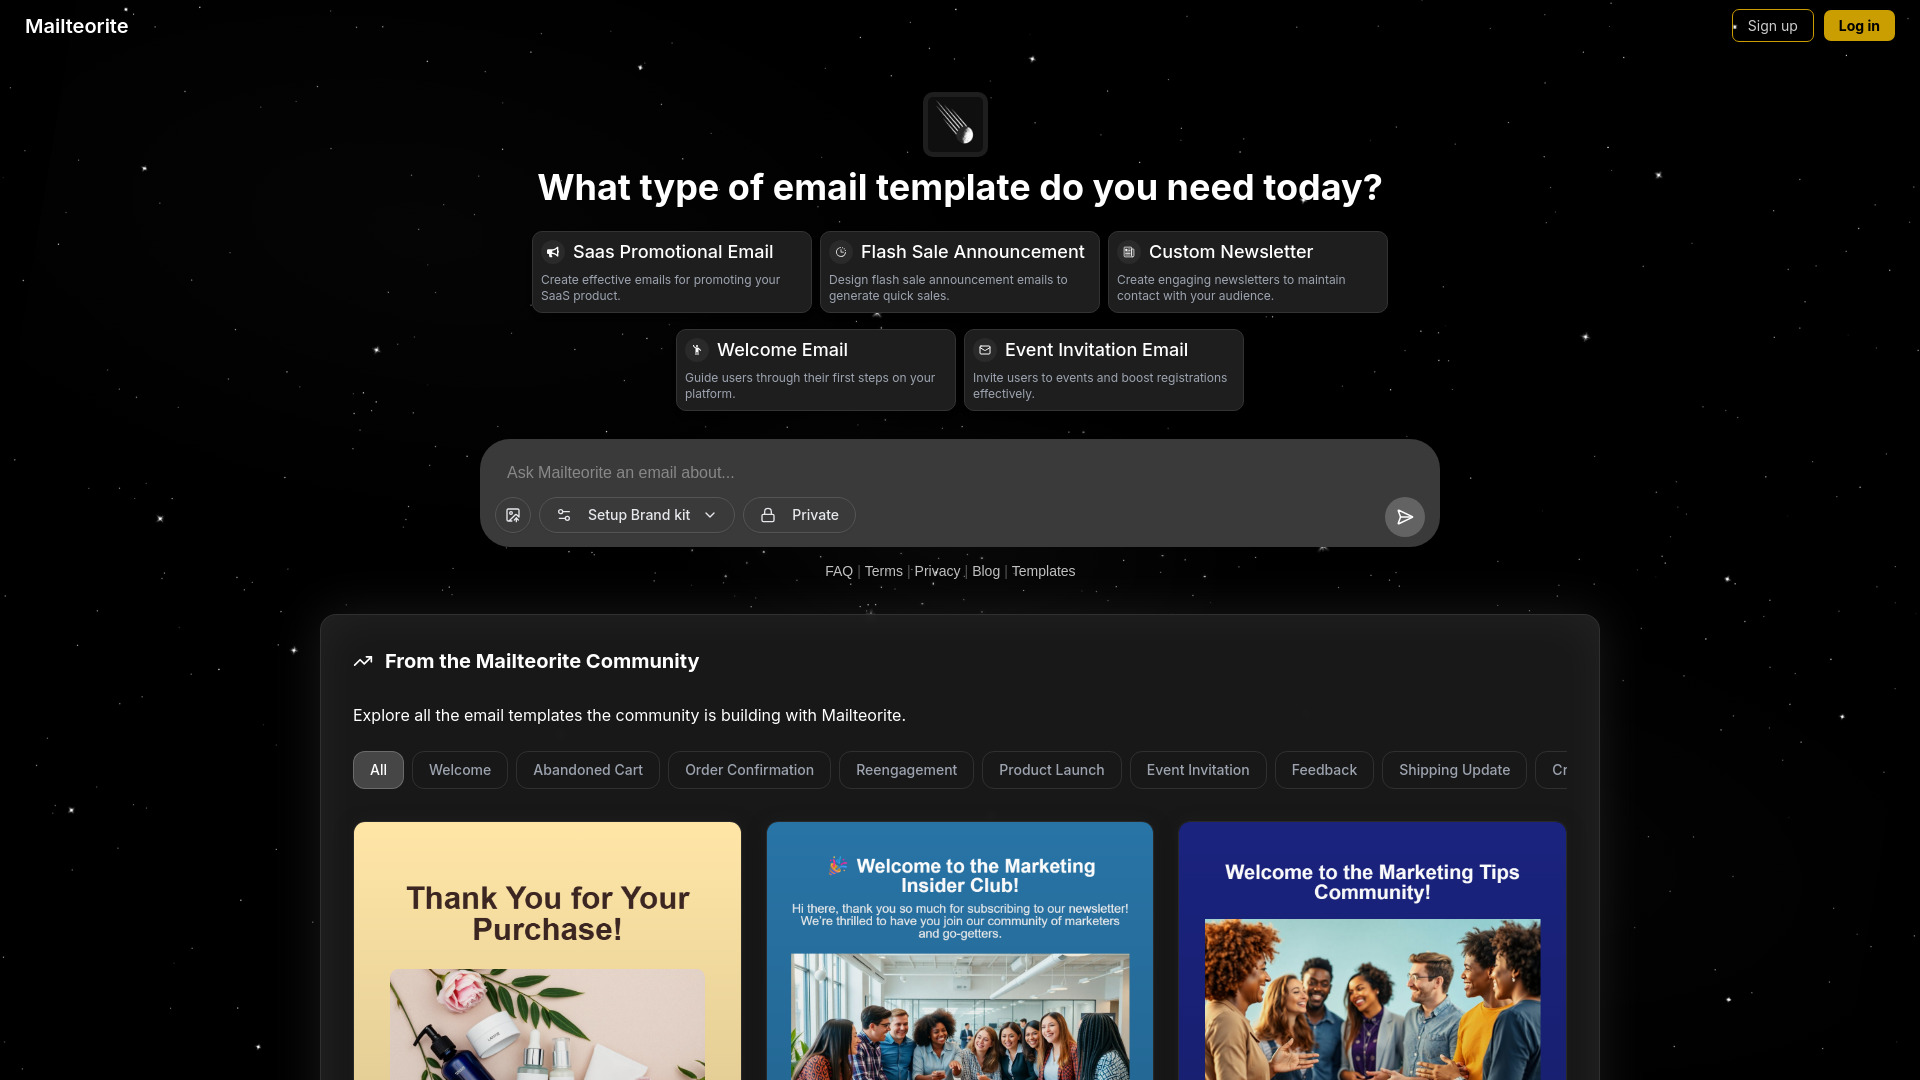 Mailteorite
Sign up
Log in
What type of email template do you need today?
Saas Promotional Email
Create effective emails for promoting your
SaaS product.
Flash Sale Announcement
Design flash sale announcement emails to
generate quick sales.
Custom Newsletter
Create engaging newsletters to maintain
contact with your audience.
Welcome Email
Guide users through their first steps on your
platform.
Event Invitation Email
Invite users to events and boost registrations
effectively.
Ask Mailteorite an email about...
Setup Brand kit
Private
FAQ | Terms | Privacy | Blog | Templates
From the Mailteorite Community
Explore all the email templates the community is building with Mailteorite.
All
Welcome
Abandoned Cart
Order Confirmation
Reengagement
Product Launch
Event Invitation
Feedback
Shipping Update
Cr
Thank You for Your
Purchase!
🎉 Welcome to the Marketing
Insider Club!
Hi there, thank you so much for subscribing to our newsletter!
We're thrilled to have you join our community of marketers
and go-getters.
Welcome to the Marketing Tips
Community!